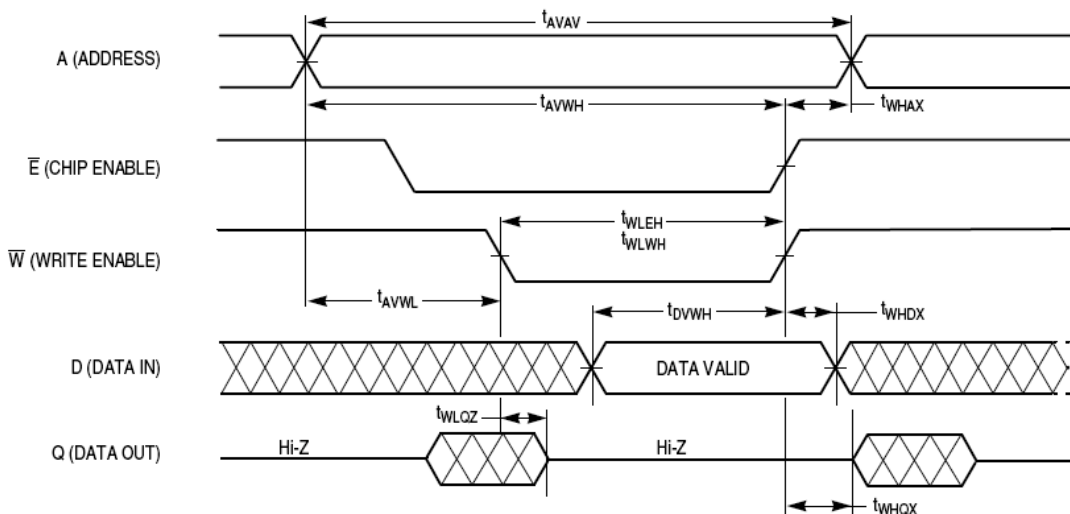 tAVAV
A (ADDRESS)
tAVWH
tWHAX
E (CHIP ENABLE)
tWLEH
tWLWH
W (WRITE ENABLE)
tAVWL
tDVWH
tWHDX
D (DATA IN)
DATA VALID
tWLQZ
Q (DATA OUT)
Hi-Z
Hi-Z
tWHQX